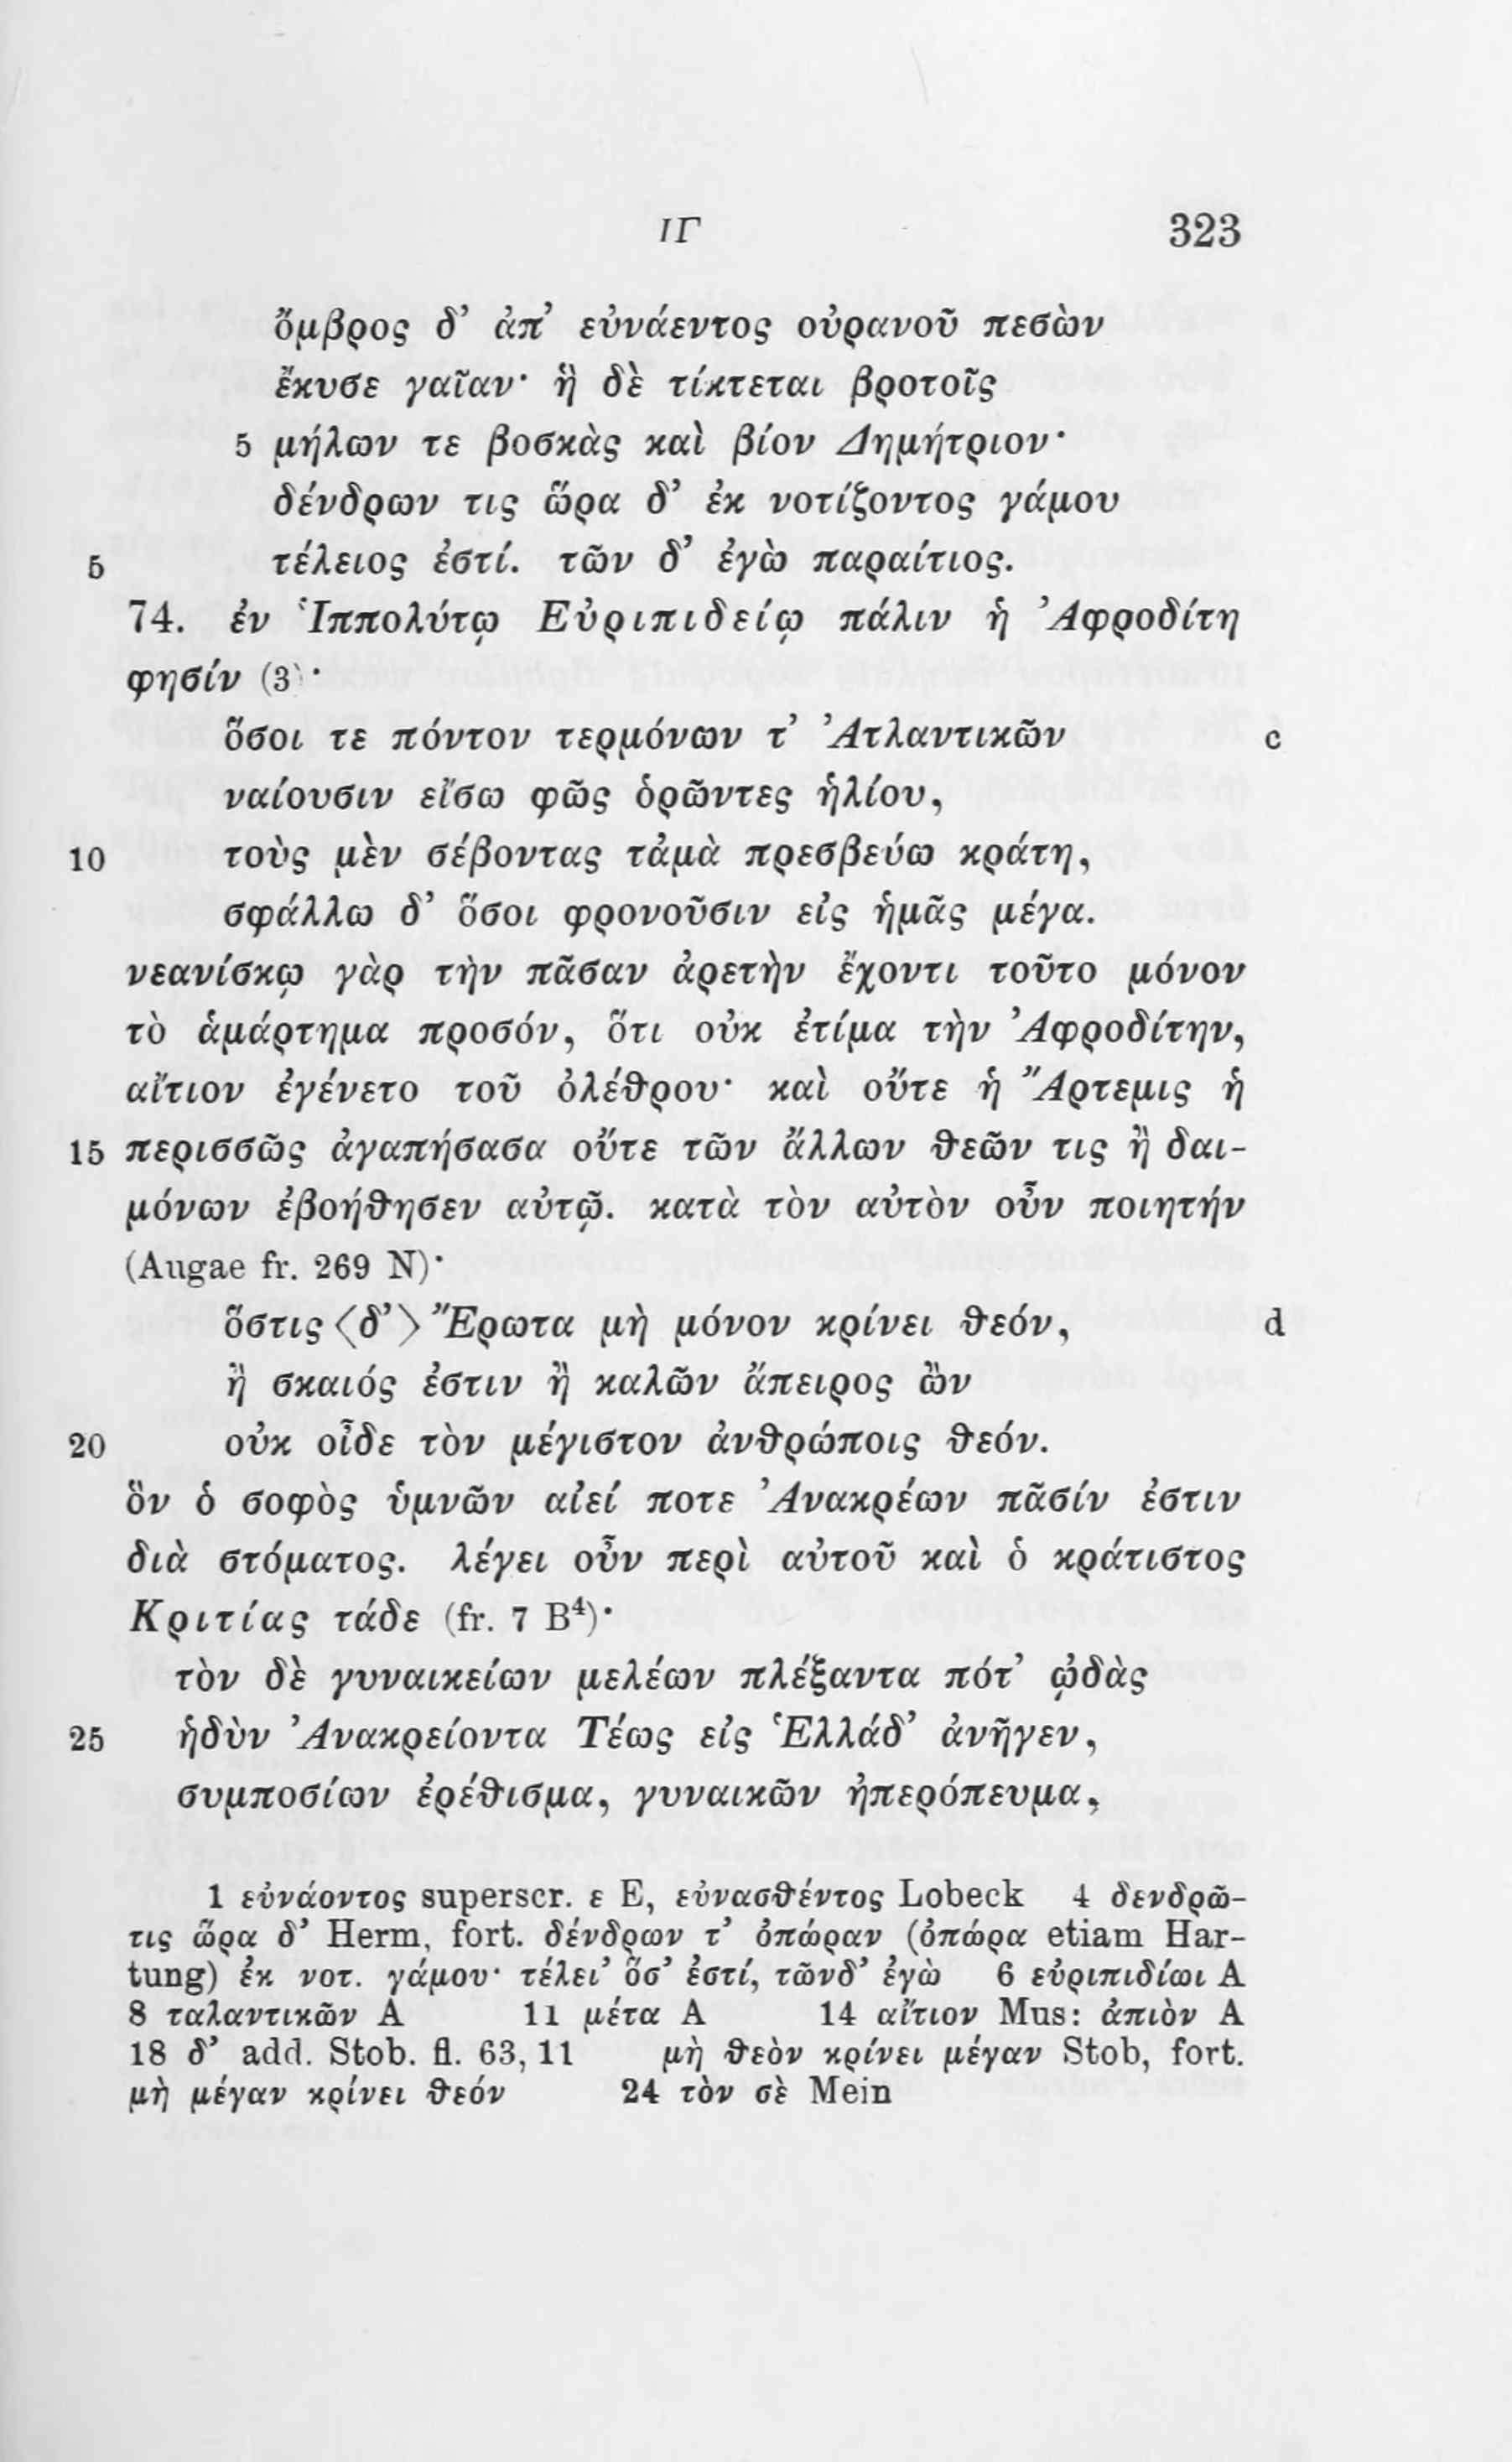 ΙΓ 323
ὄμβρος δ’ ἀπ’ εὐνάεντος οὐρανοῦ πεσὼν
ἔκυσε γαῖαν· ἣ δὲ τίκτεται βροτοῖς
5 μήλων τε βοσκὰς καὶ βίον Δημήτριον·
δένδρων τις ὥρα δ’ ἐκ νοτίζοντος γάμου
5 τέλειος ἐστί. τῶν δ’ ἐγὼ παραίτιος.
74. ἐν Ἱππολύτῳ Εὐριπιδείῳ πάλιν ἡ Ἀφροδίτη
φησίν (3)·
ὅσοι τε πόντον τερμόνων τ’ Ἀτλαντικῶν c
ναίουσιν εἴσω φῶς ὁρῶντες ἡλίου,
10 τοὺς μὲν σέβοντας τἀμὰ πρεσβεύω κράτη,
σφάλλω δ’ ὅσοι φρονοῦσιν εἰς ἡμᾶς μέγα.
νεανίσκῳ γὰρ τὴν πᾶσαν ἀρετὴν ἔχοντι τοῦτο μόνον
τὸ ἁμάρτημα προσόν, ὅτι οὐκ ἐτίμα τὴν Ἀφροδίτην,
αἴτιον ἐγένετο τοῦ ὀλέθρου· καὶ οὔτε ἡ Ἄρτεμις ἡ
15 περισσῶς ἀγαπήσασα οὔτε τῶν ἄλλων θεῶν τις ἢ δαι-
μόνων ἐβοήθησεν αὐτῷ. κατὰ τὸν αὐτὸν οὖν ποιητήν
(Augae fr. 269 N)·
ὅστις ⟨δ’⟩ Ἔρωτα μὴ μόνον κρίνει θεόν, d
ἢ σκαιός ἐστιν ἢ καλῶν ἄπειρος ὢν
20 οὐκ οἶδε τὸν μέγιστον ἀνθρώποις θεόν.
ὃν ὁ σοφὸς ὑμνῶν αἰεί ποτε Ἀνακρέων πᾶσίν ἐστιν
διὰ στόματος. λέγει οὖν περὶ αὐτοῦ καὶ ὁ κράτιστος
Κριτίας τάδε (fr. 7 B⁴)·
τὸν δὲ γυναικείων μελέων πλέξαντα πότ’ ᾠδὰς
25 ἡδὺν Ἀνακρείοντα Τέως εἰς Ἑλλάδ’ ἀνῆγεν,
συμποσίων ἐρέθισμα, γυναικῶν ἠπερόπευμα,
1 εὐνάοντος superscr. ε E, εὐνασθέντος Lobeck 4 δενδρῶ-
τις ὥρα δ’ Herm, fort. δένδρων τ’ ὀπώραν (ὀπώρα etiam Har-
tung) ἐκ νοτ. γάμου· τέλει’ ὅσ’ ἐστί, τῶνδ’ ἐγὼ 6 εὐριπιδίωι A
8 ταλαντικῶν A 11 μέτα A 14 αἴτιον Mus: ἀπιὸν A
18 δ’ add. Stob. fl. 63, 11 μὴ θεὸν κρίνει μέγαν Stob, fort.
μὴ μέγαν κρίνει θεόν 24 τὸν σὲ Mein